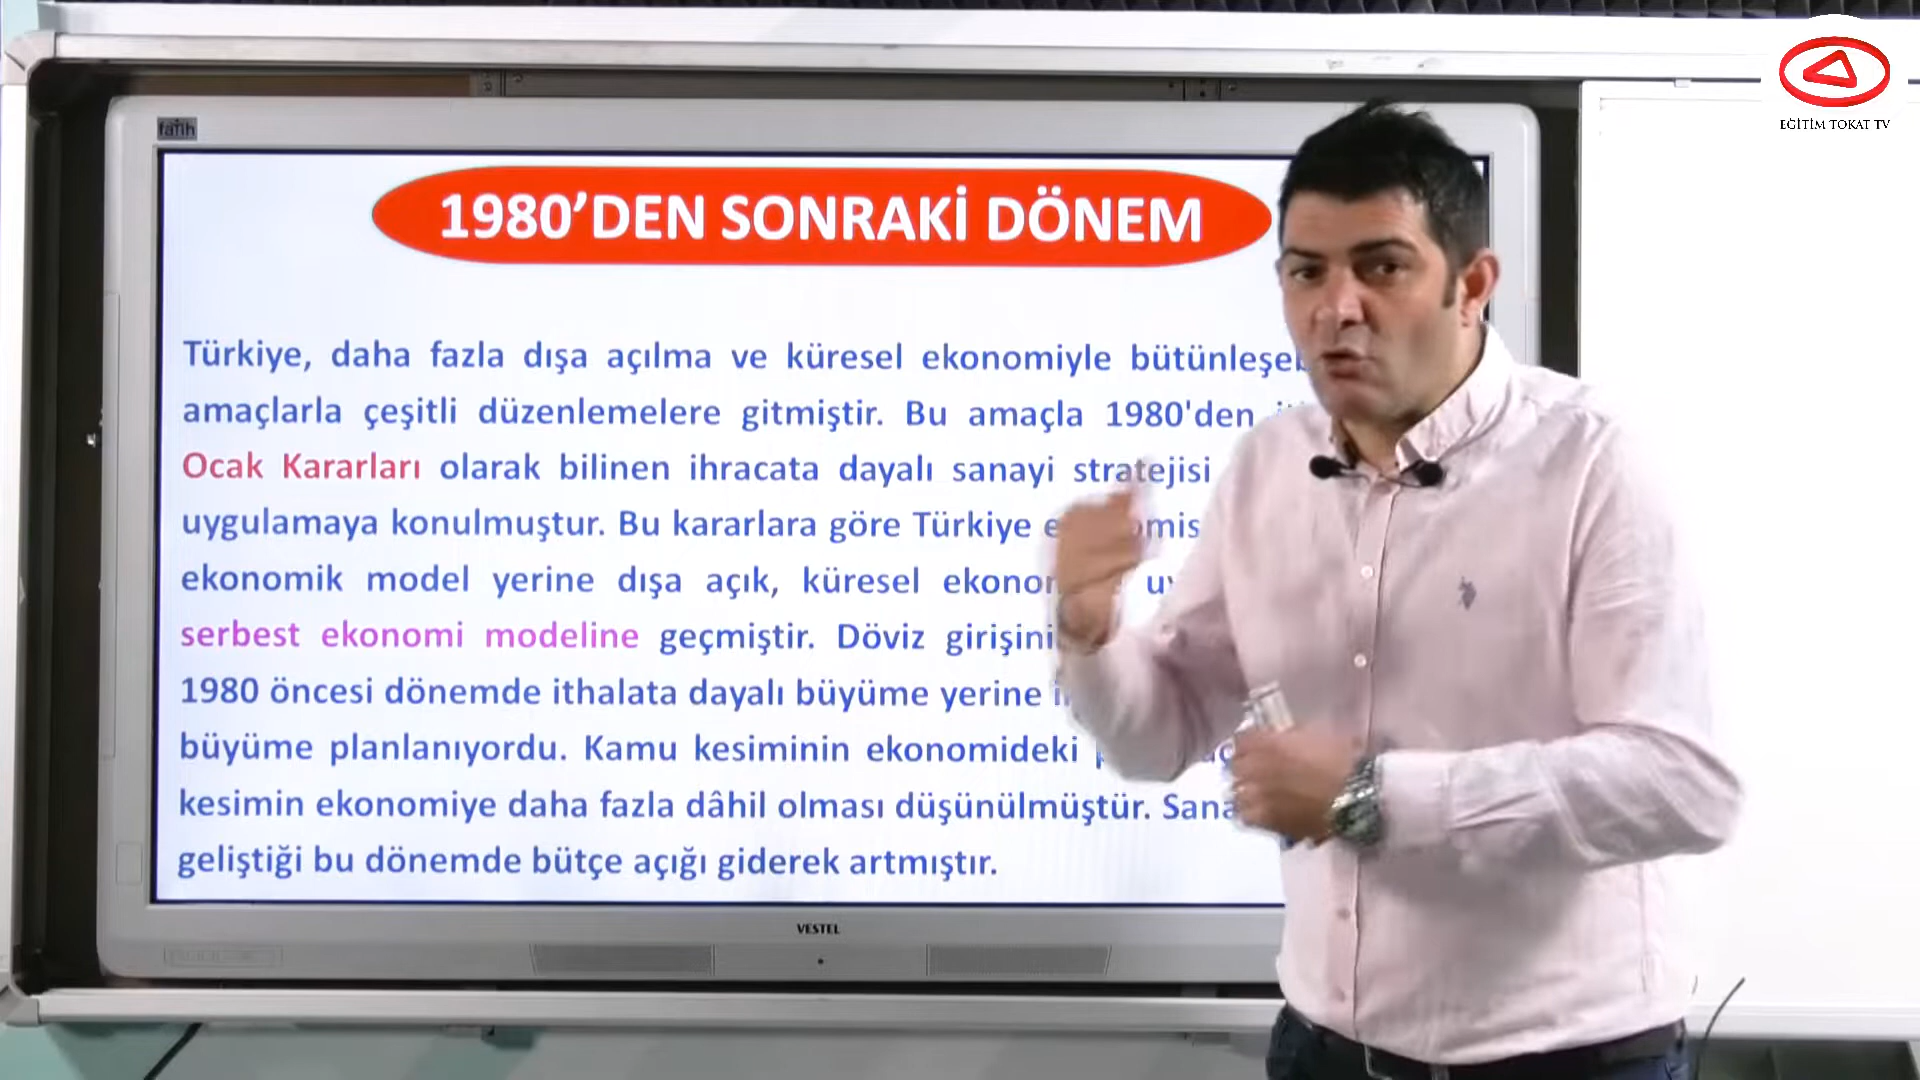 EĞİTİM TOKAT TV
fatih
1980’DEN SONRAKİ DÖNEM
Türkiye, daha fazla dışa açılma ve küresel ekonomiyle
amaçlarla çeşitli düzenlemelere gitmiştir. Bu amaçla 1980'den
Ocak Kararları olarak bilinen ihracata dayalı sanayi stratejisi
uygulamaya konulmuştur. Bu kararlara göre Türkiye
ekonomik model yerine dışa açık, küresel
serbest ekonomi modeline geçmiştir. Döviz
1980 öncesi dönemde ithalata dayalı büyüme yerine
büyüme planlanıyordu. Kamu kesiminin ekonomideki
kesimin ekonomiye daha fazla dâhil olması düşünülmüştür.
geliştiği bu dönemde bütçe açığı giderek artmıştır.
VESTEL